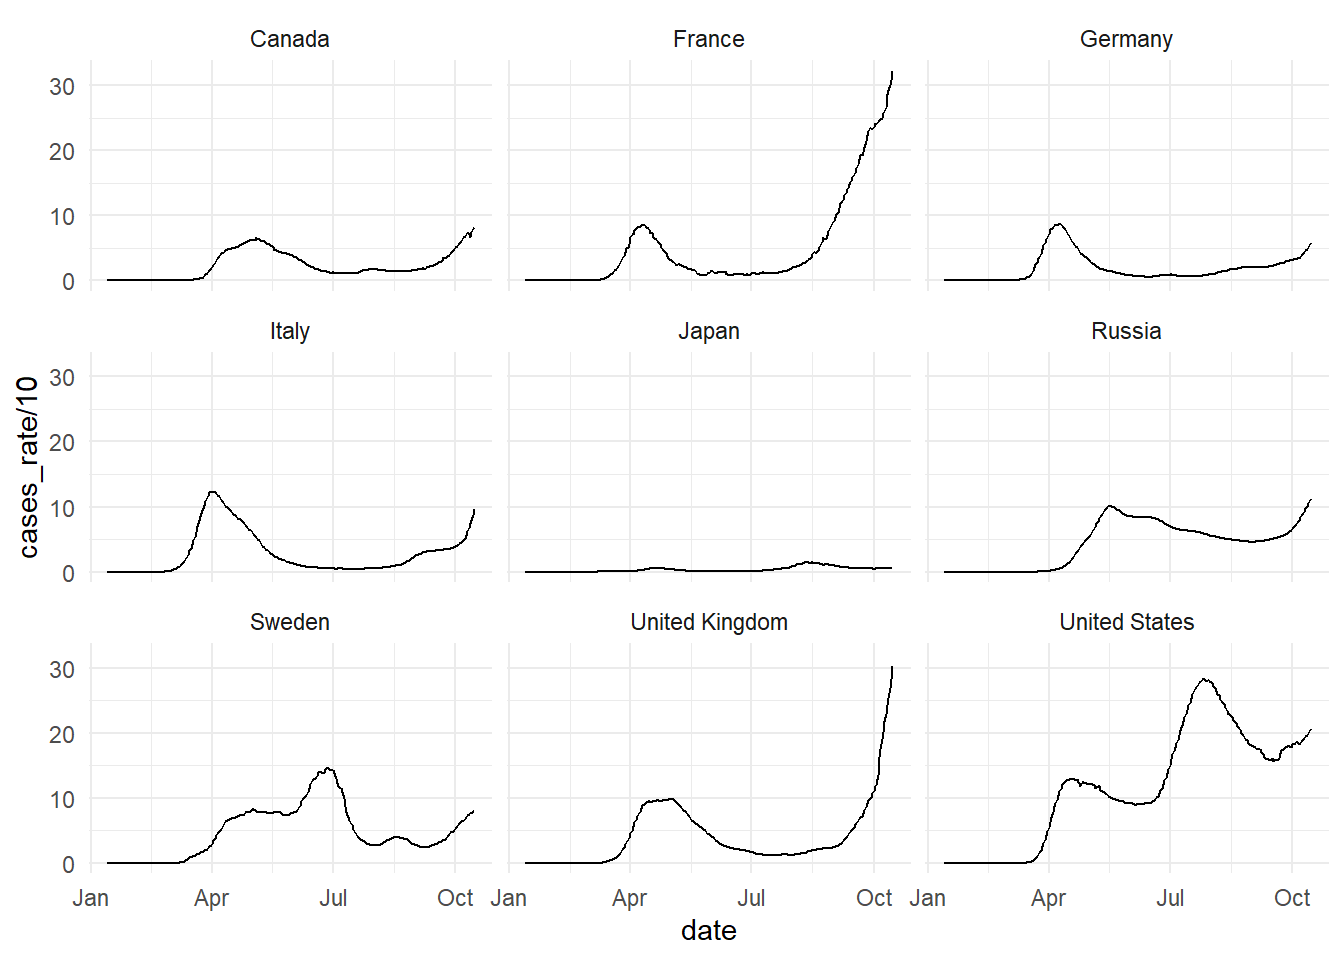 Canada France Germany
30
20
10
0
Italy Japan Russia
30
20
10
0
Sweden United Kingdom United States
30
20
10
0
Jan Apr Jul Oct Jan Apr Jul Oct Jan Apr Jul Oct
date
cases_rate/10